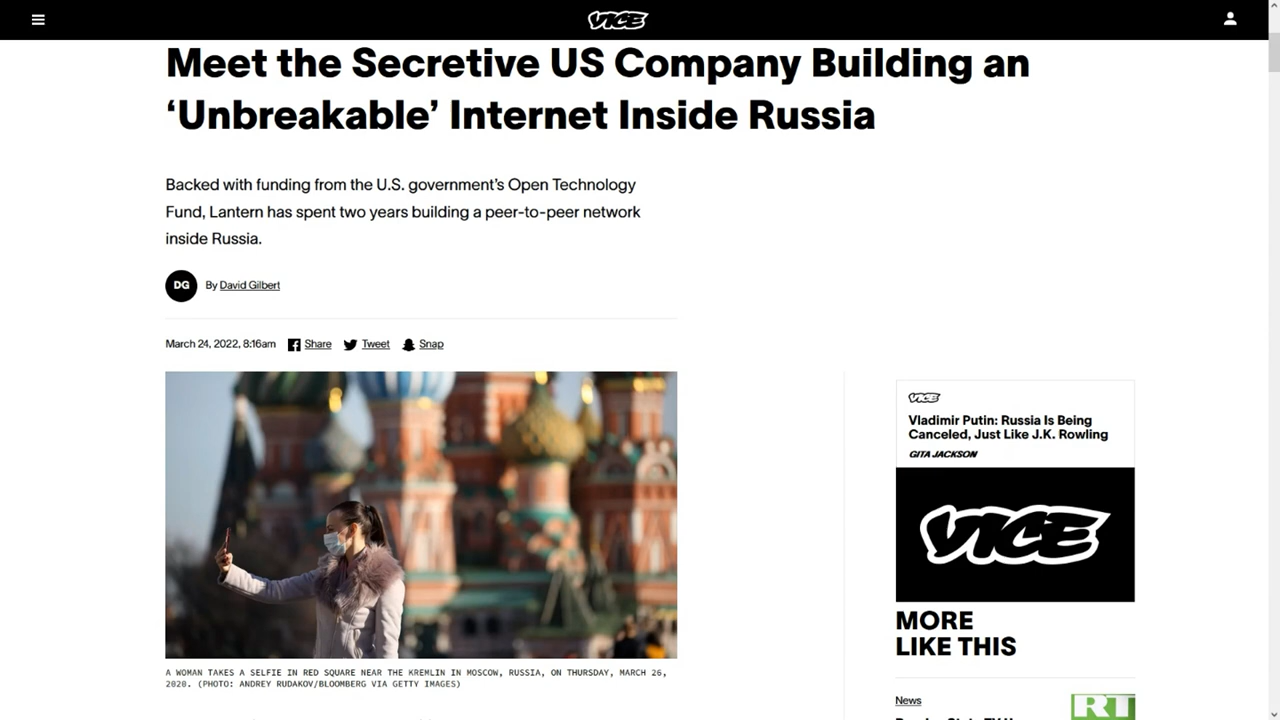 VICE
Meet the Secretive US Company Building an
‘Unbreakable’ Internet Inside Russia
Backed with funding from the U.S. government’s Open Technology
Fund, Lantern has spent two years building a peer-to-peer network
inside Russia.
DG By David Gilbert
March 24, 2022, 8:16am Share Tweet Snap
A WOMAN TAKES A SELFIE IN RED SQUARE NEAR THE KREMLIN IN MOSCOW, RUSSIA, ON THURSDAY, MARCH 26,
2020. (PHOTO: ANDREY RUDAKOV/BLOOMBERG VIA GETTY IMAGES)
VICE
Vladimir Putin: Russia Is Being
Canceled, Just Like J.K. Rowling
GITA JACKSON
VICE
MORE
LIKE THIS
News
RT